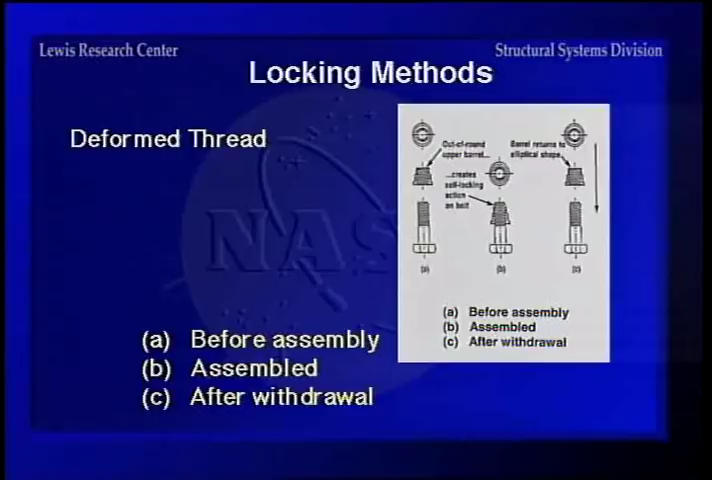 Lewis Research Center
Structural Systems Division
Locking Methods
Deformed Thread
Out-of-round
upper barrel...
Barrel returns to
elliptical shape
...creates
self-locking
action
on bolt
(a)
(b)
(c)
(a) Before assembly
(b) Assembled
(c) After withdrawal
(a) Before assembly
(b) Assembled
(c) After withdrawal
NAS